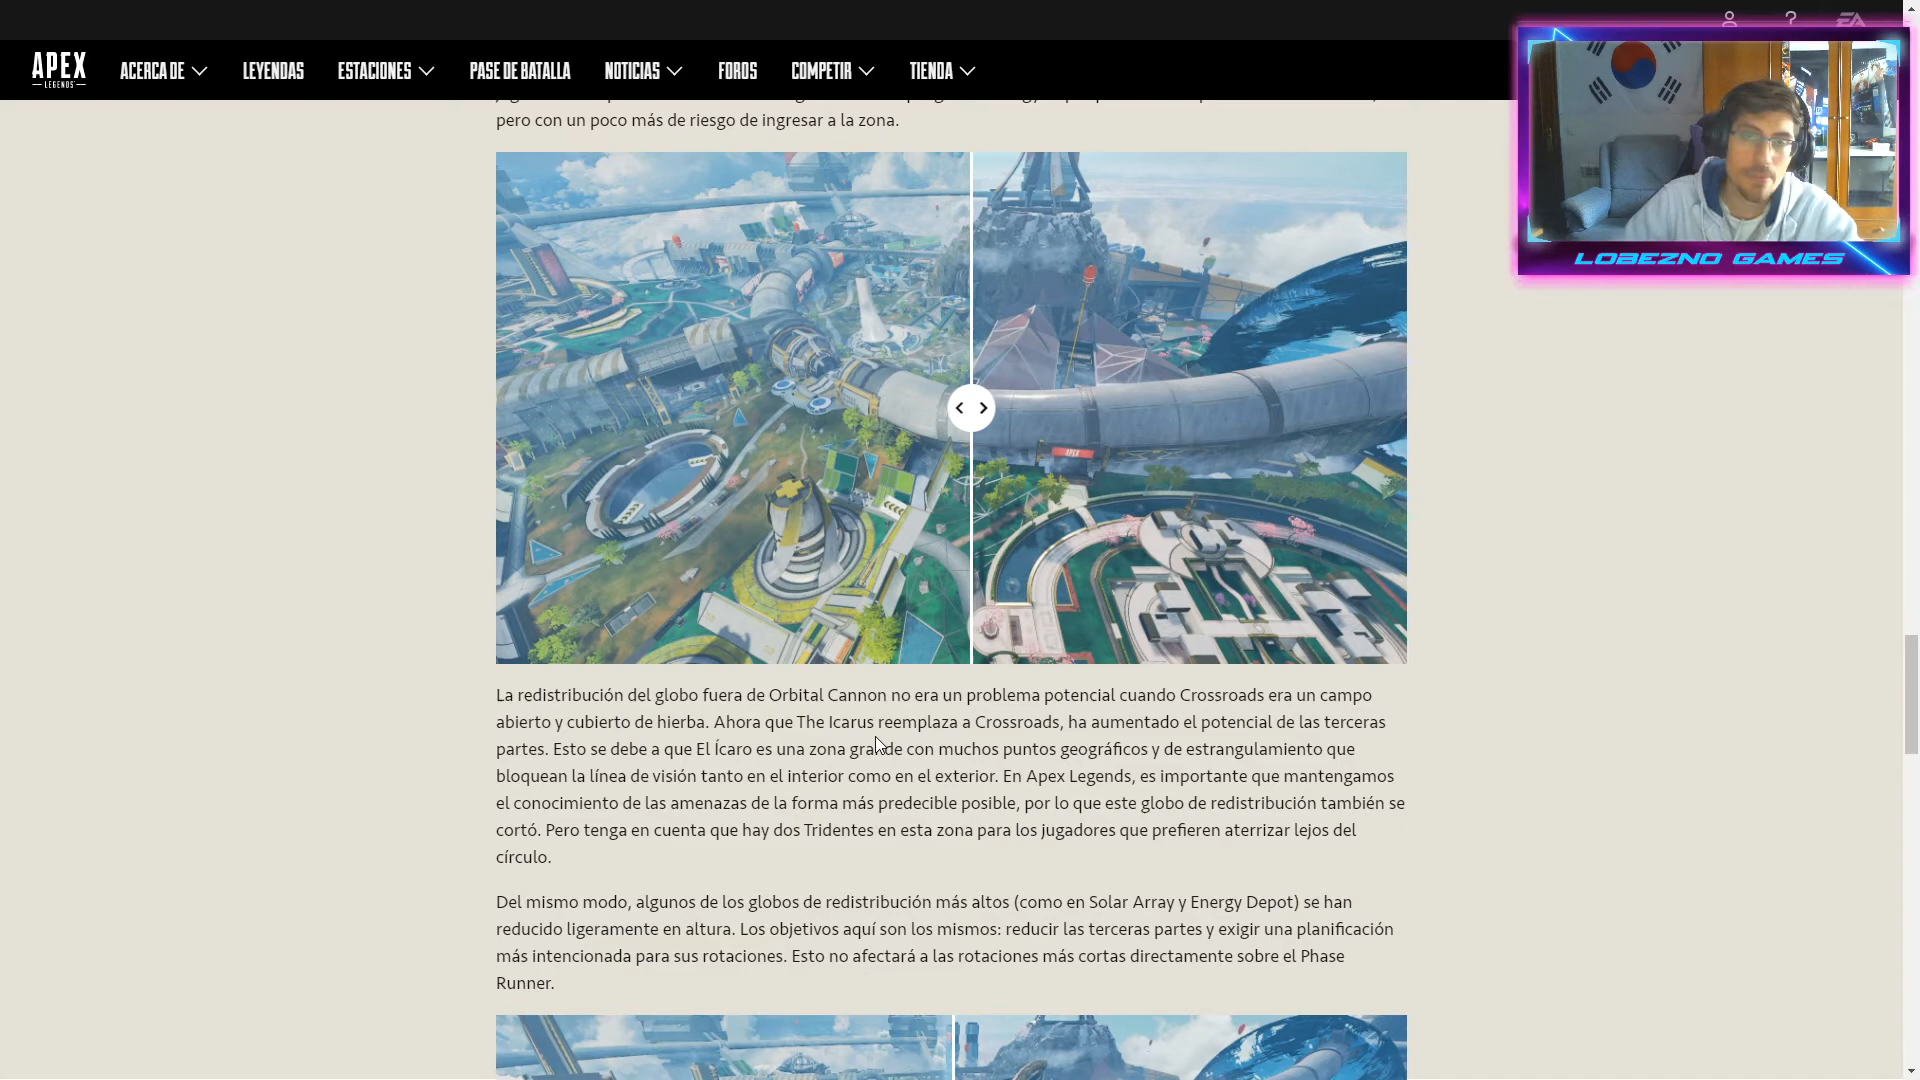 APEX
LEGENDS
ACERCA DE
LEYENDAS
ESTACIONES
PASE DE BATALLA
NOTICIAS
FOROS
COMPETIR
TIENDA
?
EA
LOBEZNO GAMES
pero con un poco más de riesgo de ingresar a la zona.
APEX
La redistribución del globo fuera de Orbital Cannon no era un problema potencial cuando Crossroads era un campo
abierto y cubierto de hierba. Ahora que The Icarus reemplaza a Crossroads, ha aumentado el potencial de las terceras
partes. Esto se debe a que El Ícaro es una zona grande con muchos puntos geográficos y de estrangulamiento que
bloquean la línea de visión tanto en el interior como en el exterior. En Apex Legends, es importante que mantengamos
el conocimiento de las amenazas de la forma más predecible posible, por lo que este globo de redistribución también se
cortó. Pero tenga en cuenta que hay dos Tridentes en esta zona para los jugadores que prefieren aterrizar lejos del
círculo.
Del mismo modo, algunos de los globos de redistribución más altos (como en Solar Array y Energy Depot) se han
reducido ligeramente en altura. Los objetivos aquí son los mismos: reducir las terceras partes y exigir una planificación
más intencionada para sus rotaciones. Esto no afectará a las rotaciones más cortas directamente sobre el Phase
Runner.